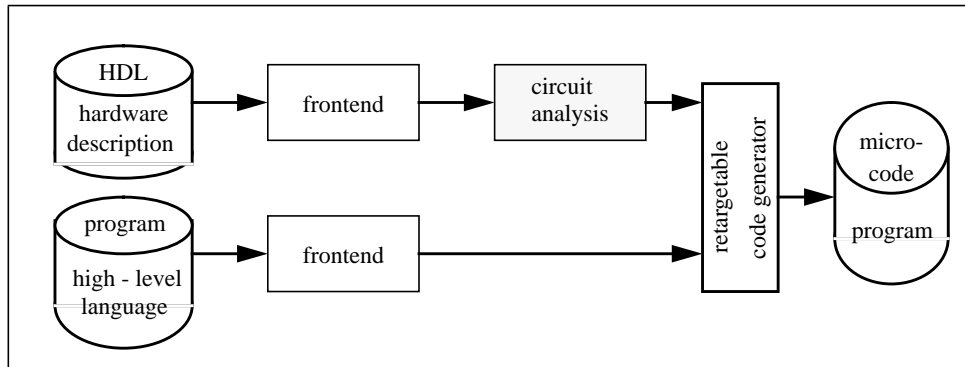 HDL
hardware
description
frontend
circuit
analysis
retargetable
code generator
micro-
code
program
program
high - level
language
frontend